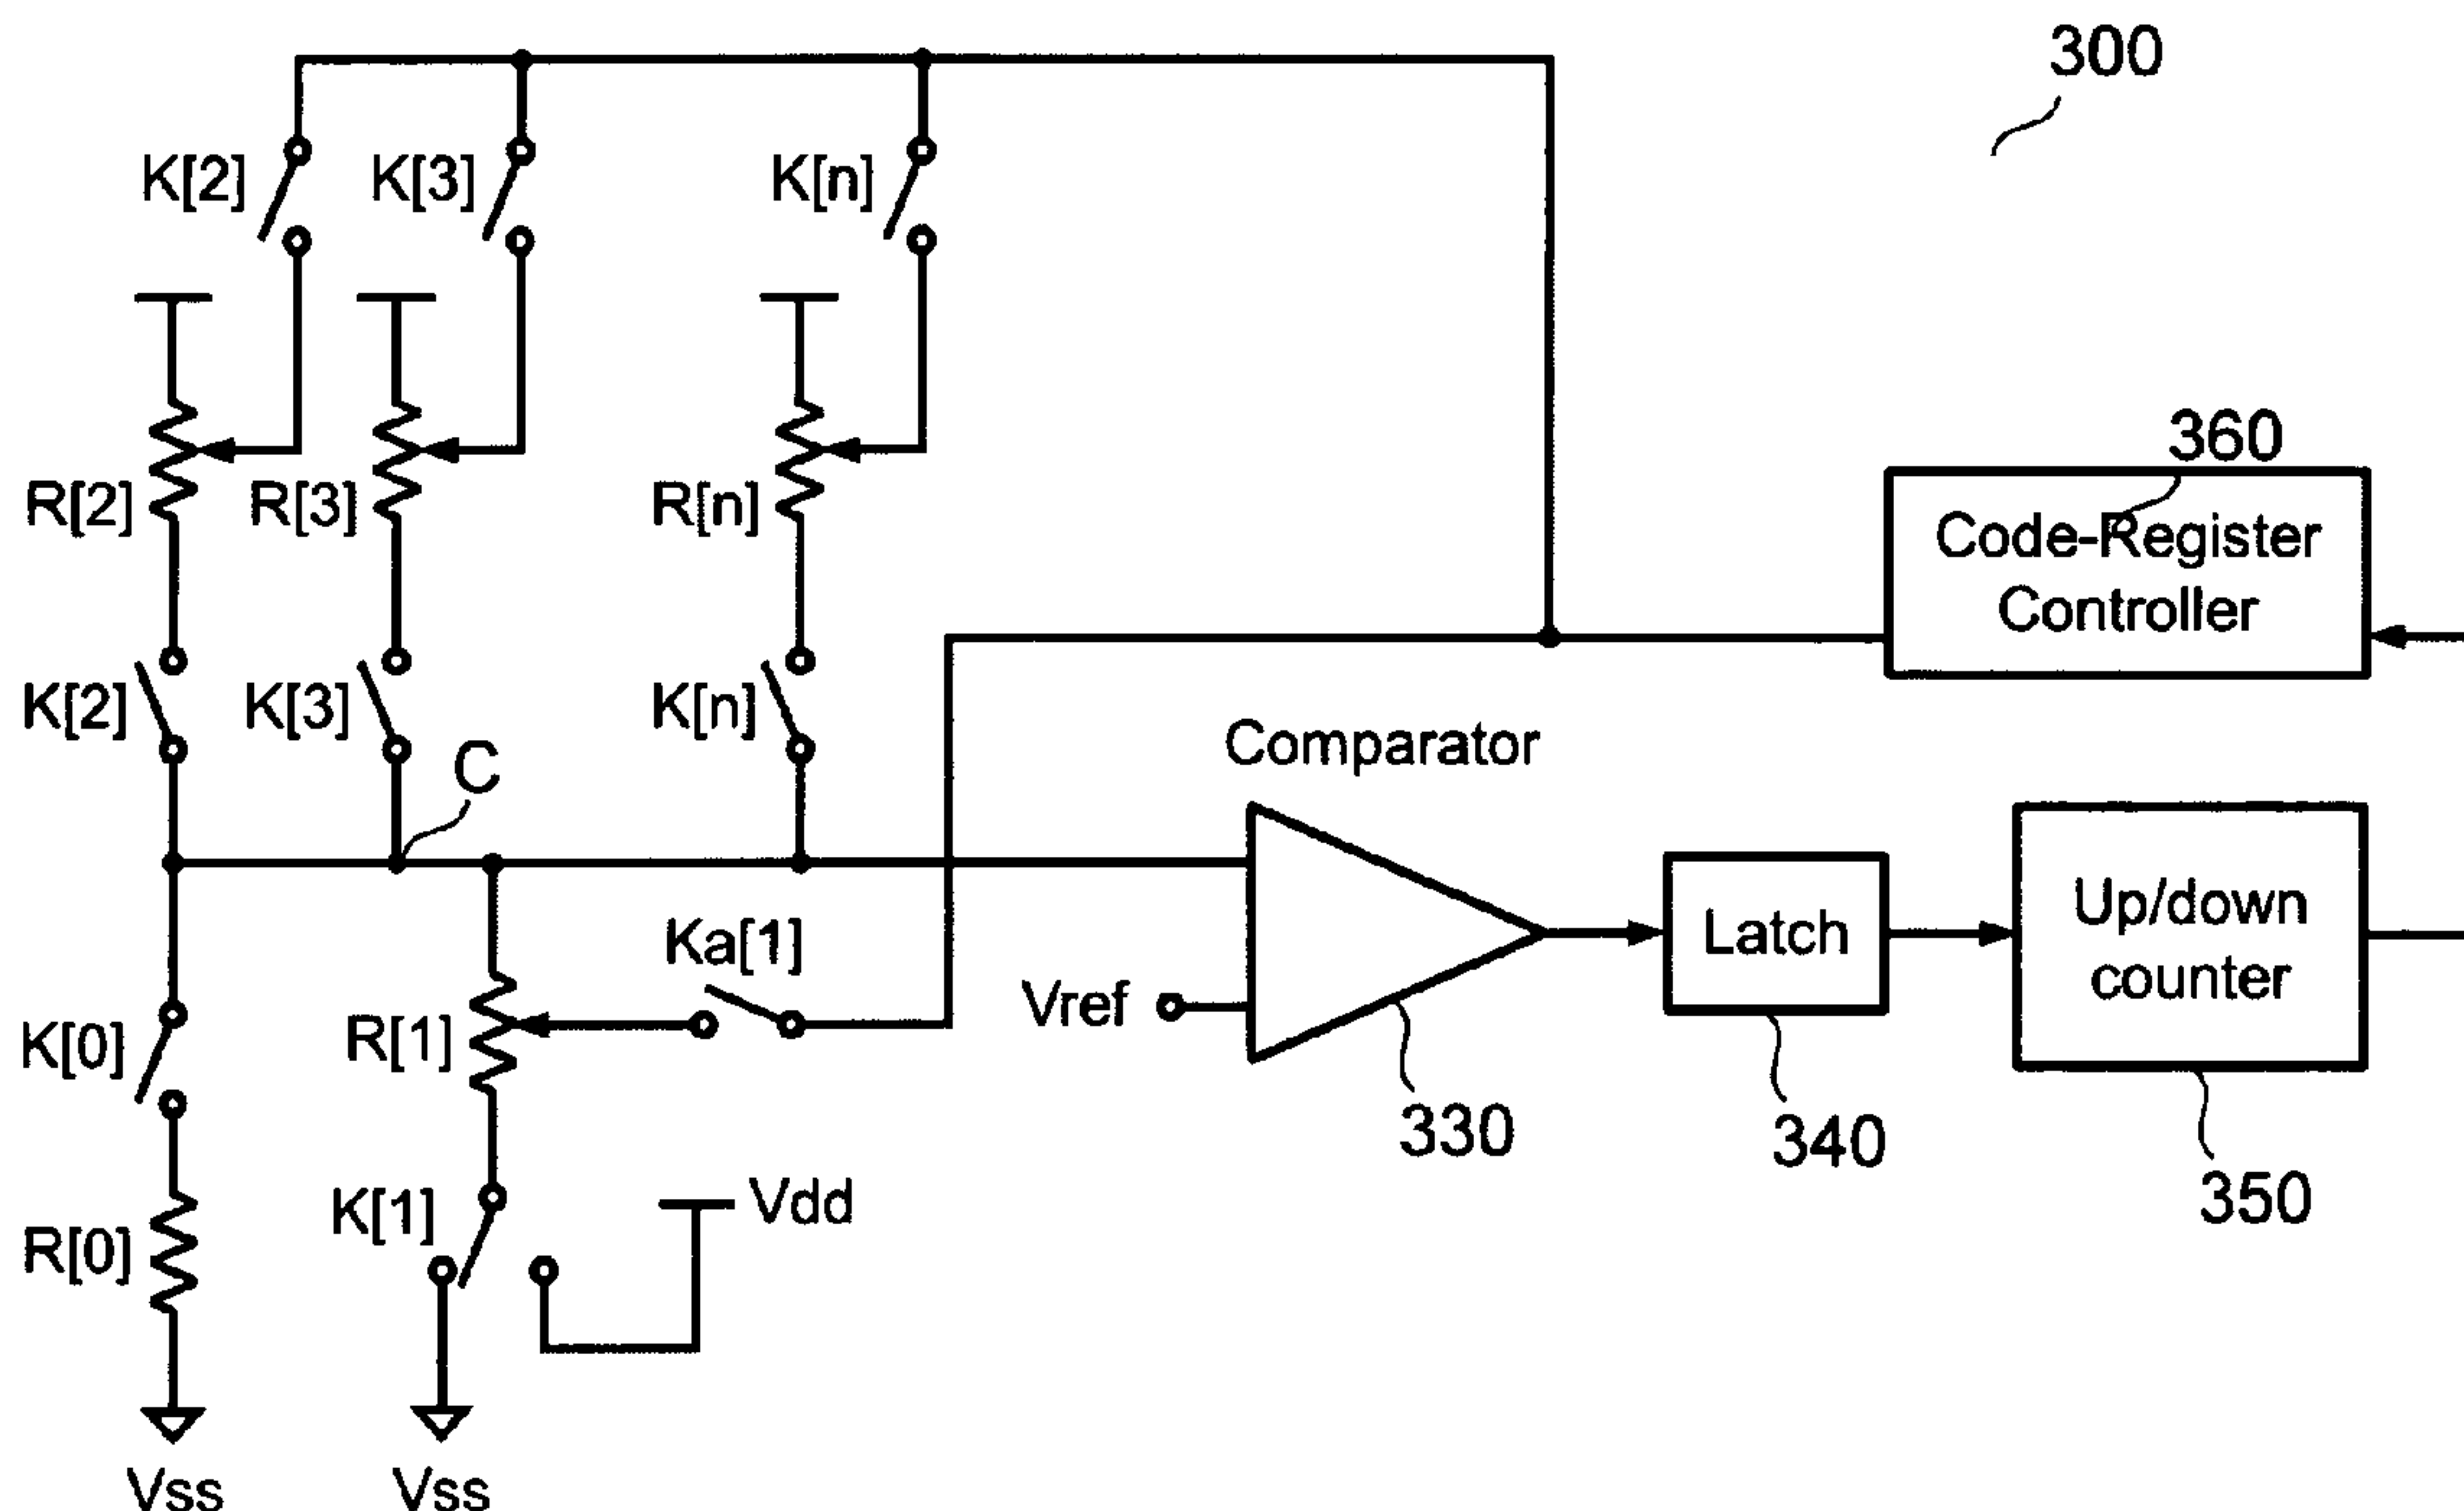 300
K[2]
K[3]
K[n]
360
R[2]
R[3]
R[n]
Code-Register
Controller
K[2]
K[3]
K[n]
C
Comparator
Ka[1]
Latch
Up/down
counter
Vref
K[0]
R[1]
330
340
350
K[1]
Vdd
R[0]
Vss
Vss